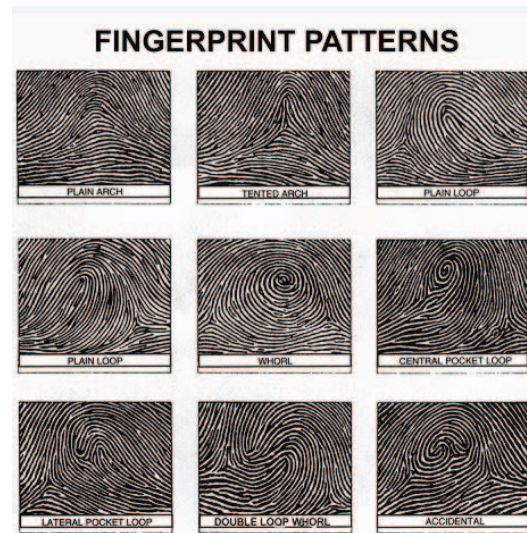 FINGERPRINT PATTERNS
PLAIN ARCH
TENTED ARCH
PLAIN LOOP
PLAIN LOOP
WHORL
CENTRAL POCKET LOOP
LATERAL POCKET LOOP
DOUBLE LOOP WHORL
ACCIDENTAL